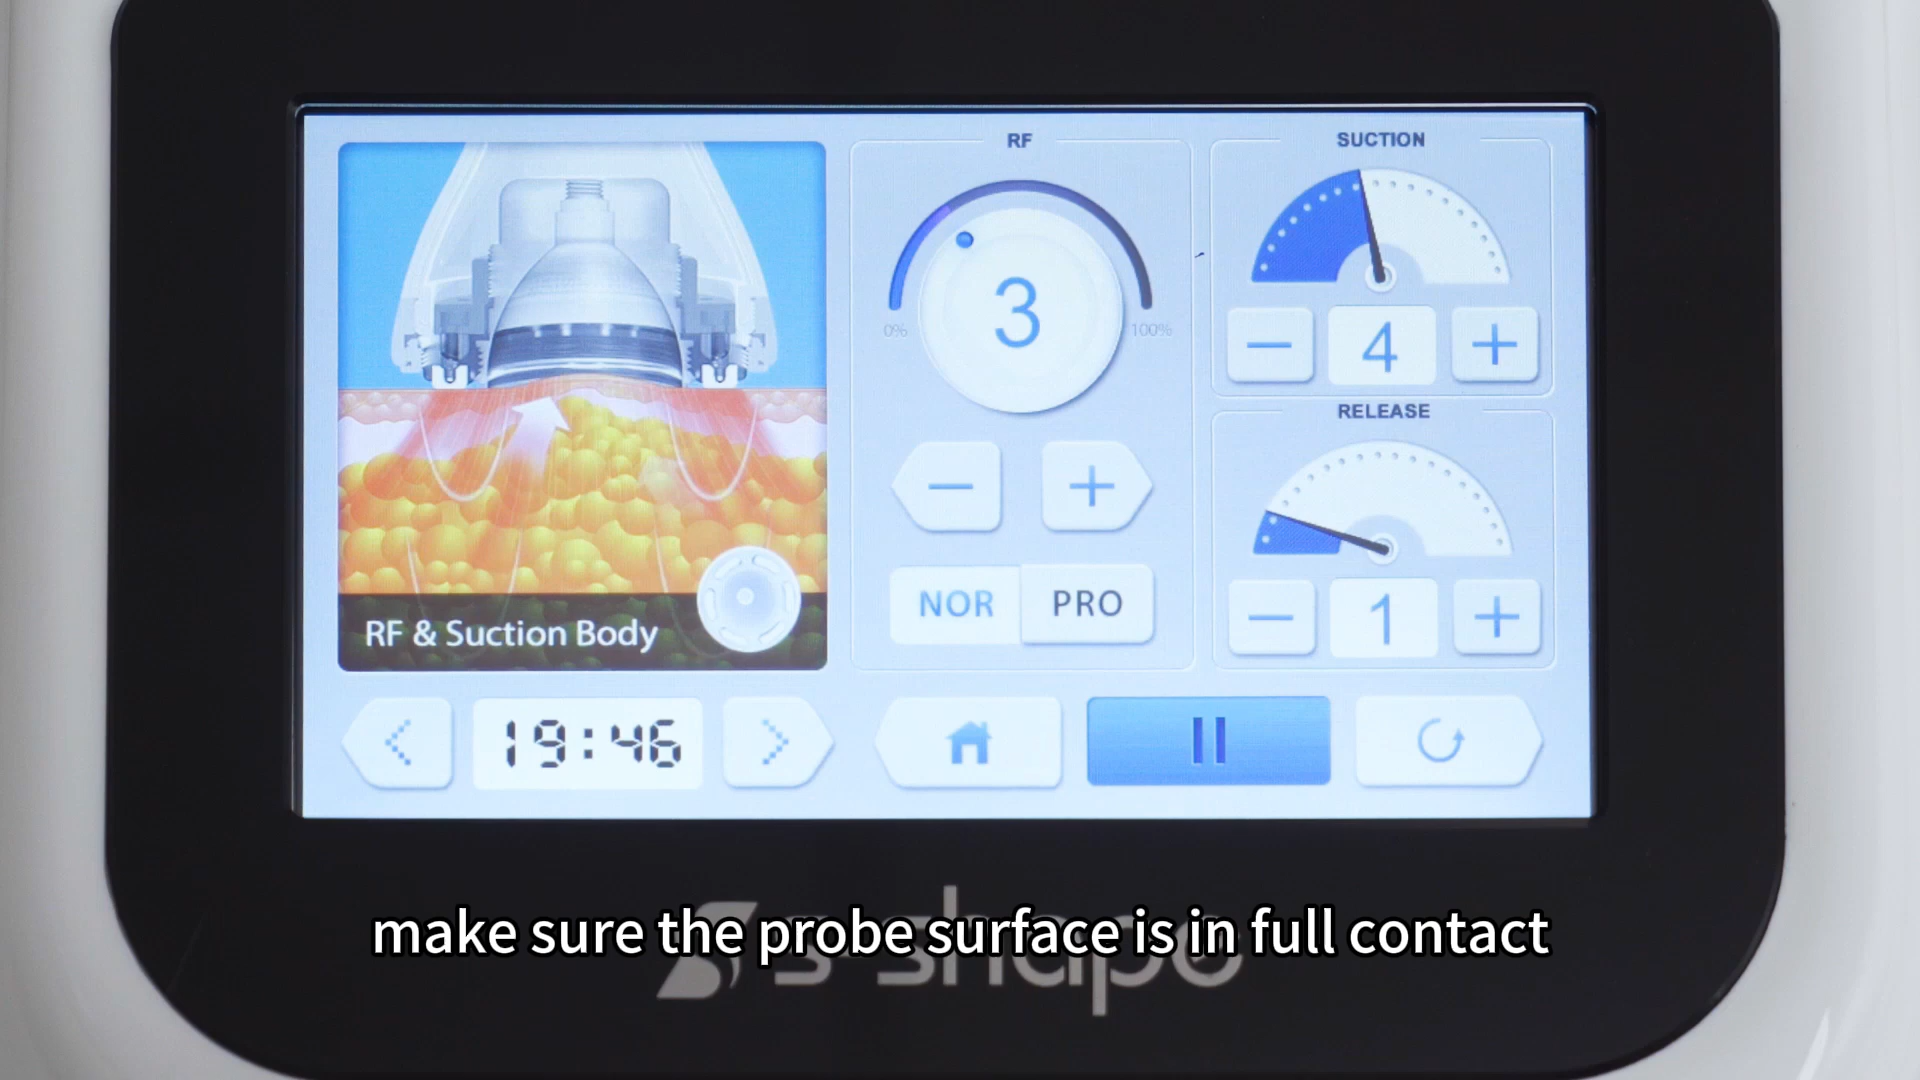 RF
SUCTION
0%
100%
3
4
RELEASE
NOR PRO
1
RF & Suction Body
19:46
make sure the probe surface is in full contact
s-shape